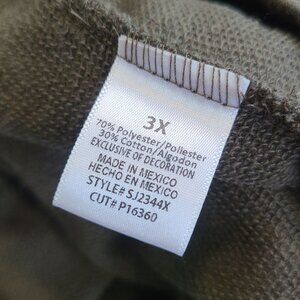 3X
70% Polyester/Poliester
30% Cotton/Algodon
EXCLUSIVE OF DECORATION
MADE IN MEXICO
HECHO EN MEXICO
STYLE# SJ2344X
CUT# P16360